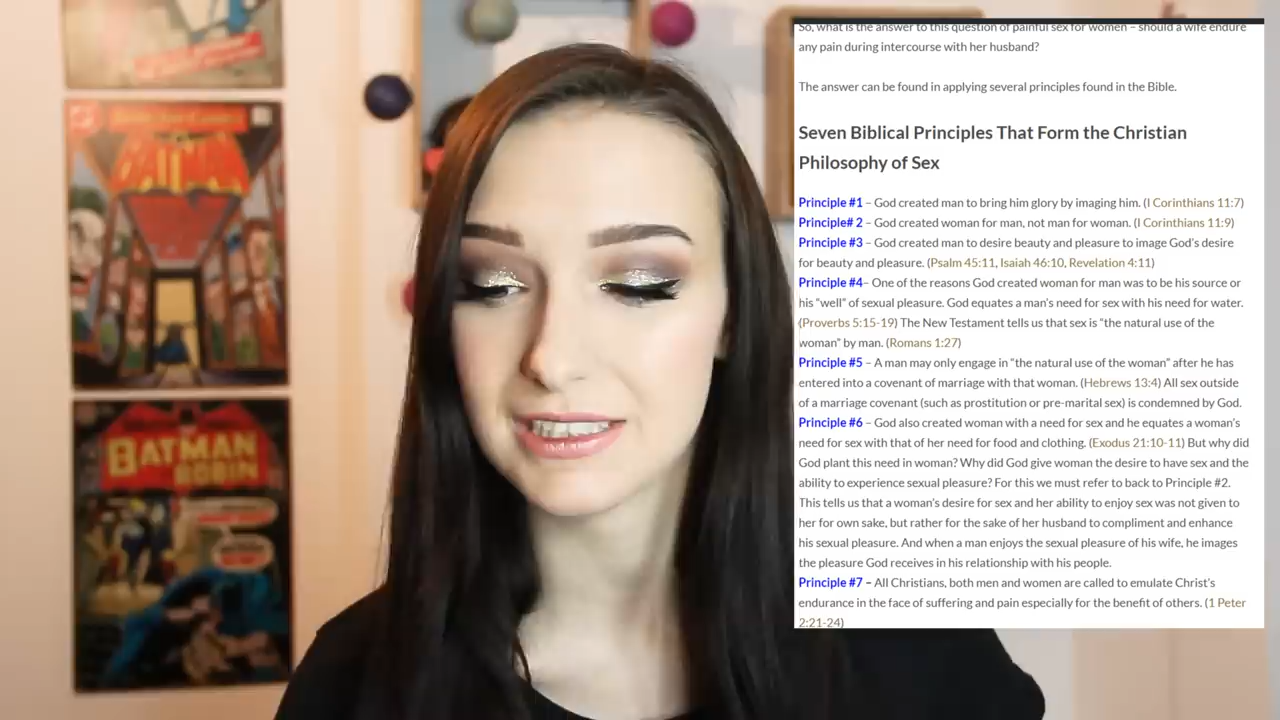 BATMAN
ROBIN
So, what is the answer to this question of painful sex for women – should a wife endure
any pain during intercourse with her husband?
The answer can be found in applying several principles found in the Bible.
Seven Biblical Principles That Form the Christian
Philosophy of Sex
Principle #1 – God created man to bring him glory by imaging him. (I Corinthians 11:7)
Principle# 2 – God created woman for man, not man for woman. (I Corinthians 11:9)
Principle #3 – God created man to desire beauty and pleasure to image God's desire
for beauty and pleasure. (Psalm 45:11, Isaiah 46:10, Revelation 4:11)
Principle #4– One of the reasons God created woman for man was to be his source or
his "well" of sexual pleasure. God equates a man's need for sex with his need for water.
(Proverbs 5:15-19) The New Testament tells us that sex is "the natural use of the
woman" by man. (Romans 1:27)
Principle #5 – A man may only engage in "the natural use of the woman" after he has
entered into a covenant of marriage with that woman. (Hebrews 13:4) All sex outside
of a marriage covenant (such as prostitution or pre-marital sex) is condemned by God.
Principle #6 – God also created woman with a need for sex and he equates a woman's
need for sex with that of her need for food and clothing. (Exodus 21:10-11) But why did
God plant this need in woman? Why did God give woman the desire to have sex and the
ability to experience sexual pleasure? For this we must refer to back to Principle #2.
This tells us that a woman's desire for sex and her ability to enjoy sex was not given to
her for own sake, but rather for the sake of her husband to compliment and enhance
his sexual pleasure. And when a man enjoys the sexual pleasure of his wife, he images
the pleasure God receives in his relationship with his people.
Principle #7 – All Christians, both men and women are called to emulate Christ's
endurance in the face of suffering and pain especially for the benefit of others. (1 Peter
2:21-24)